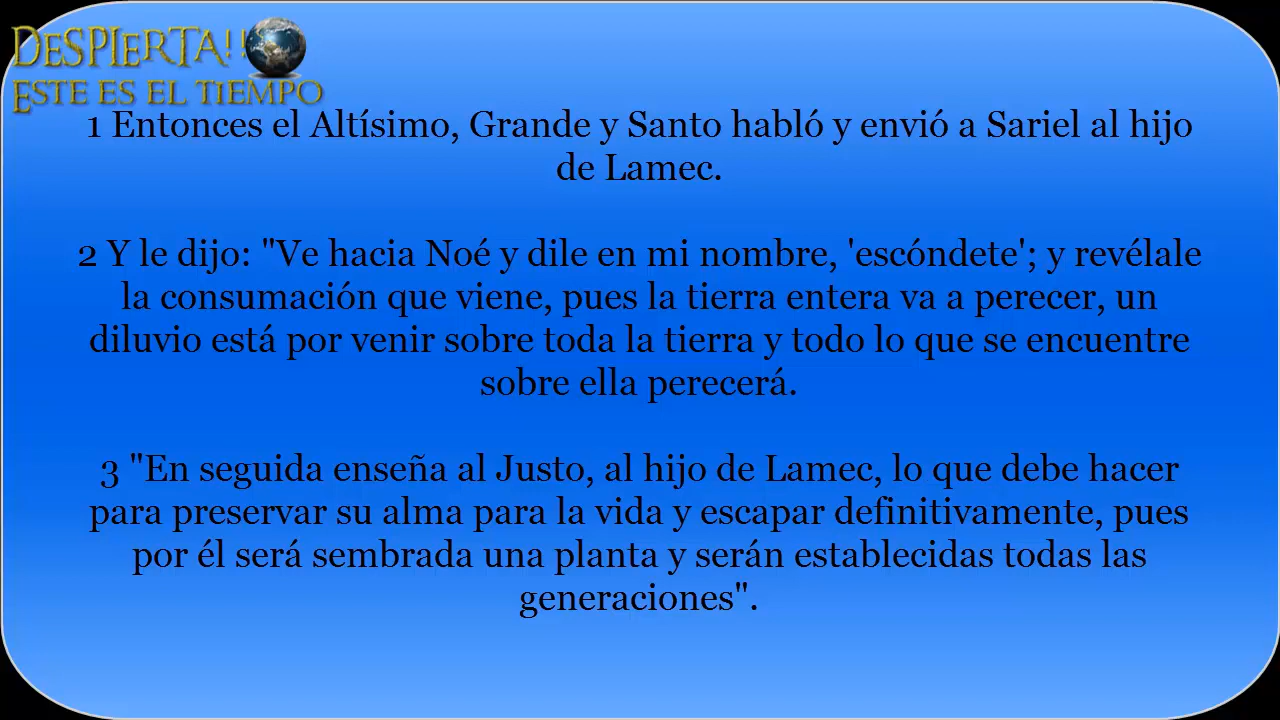 DESPIERTA!!
ESTE ES EL TIEMPO
1 Entonces el Altísimo, Grande y Santo habló y envió a Sariel al hijo
de Lamec.
2 Y le dijo: "Ve hacia Noé y dile en mi nombre, 'escóndete'; y revélale
la consumación que viene, pues la tierra entera va a perecer, un
diluvio está por venir sobre toda la tierra y todo lo que se encuentre
sobre ella perecerá.
3 "En seguida enseña al Justo, al hijo de Lamec, lo que debe hacer
para preservar su alma para la vida y escapar definitivamente, pues
por él será sembrada una planta y serán establecidas todas las
generaciones".